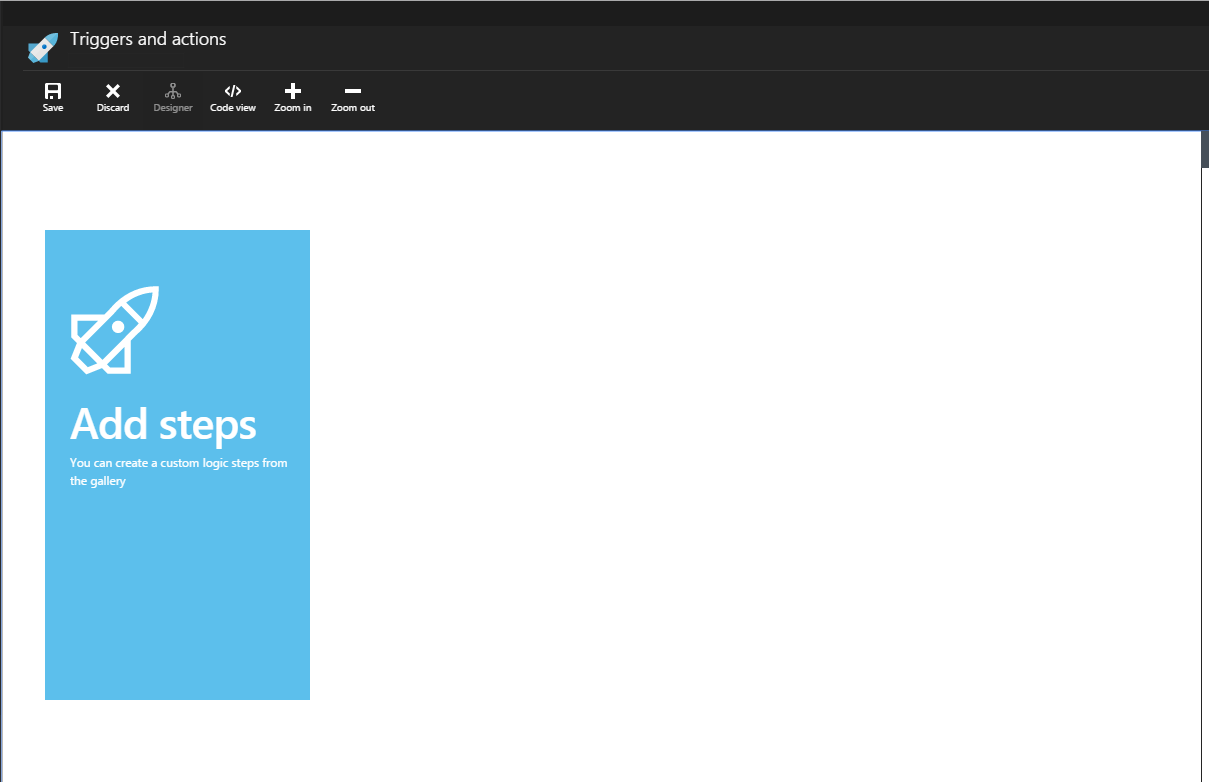 Triggers and actions
Save Discard Designer Code view Zoom in Zoom out
Add steps
You can create a custom logic steps from
the gallery